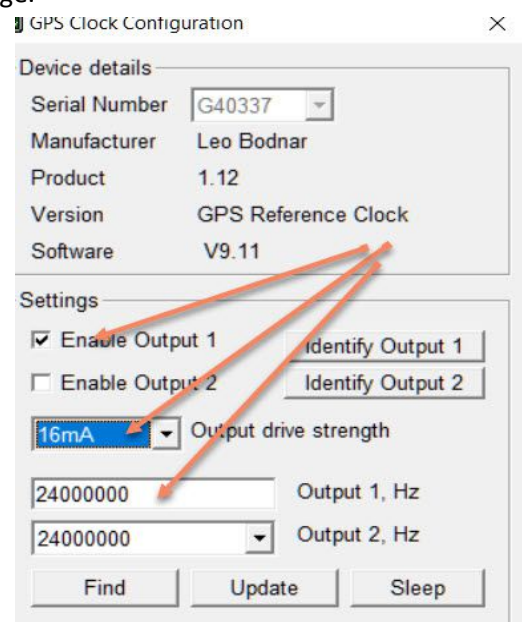 GPS Clock Configuration
Device details
Serial Number G40337
Manufacturer Leo Bodnar
Product 1.12
Version GPS Reference Clock
Software V9.11
Settings
Enable Output 1 Identify Output 1
Enable Output 2 Identify Output 2
16mA Output drive strength
24000000 Output 1, Hz
24000000 Output 2, Hz
Find Update Sleep